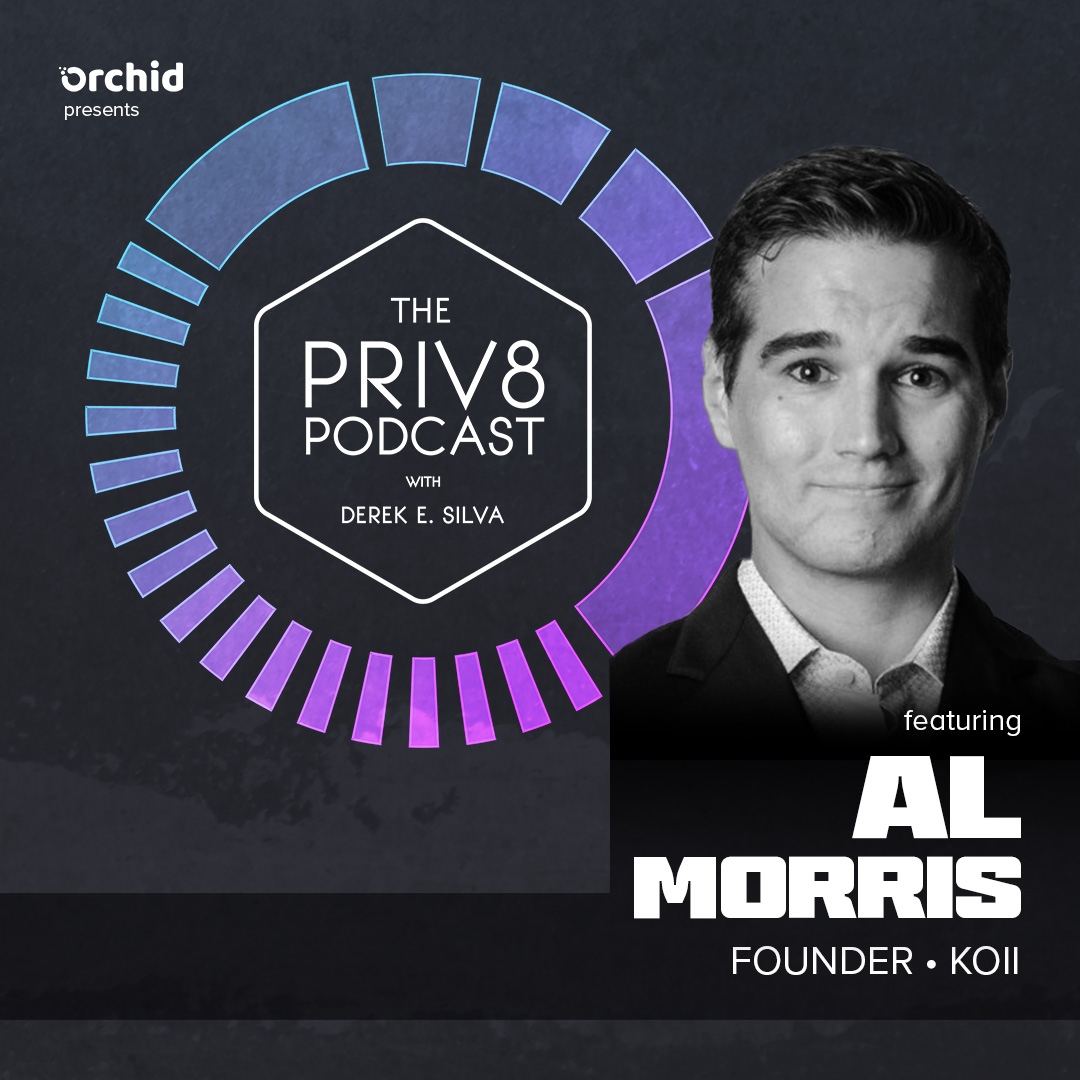 Orchid
presents
THE
PRIV8
PODCAST
WITH
DEREK E. SILVA
featuring
AL
MORRIS
FOUNDER • KOII